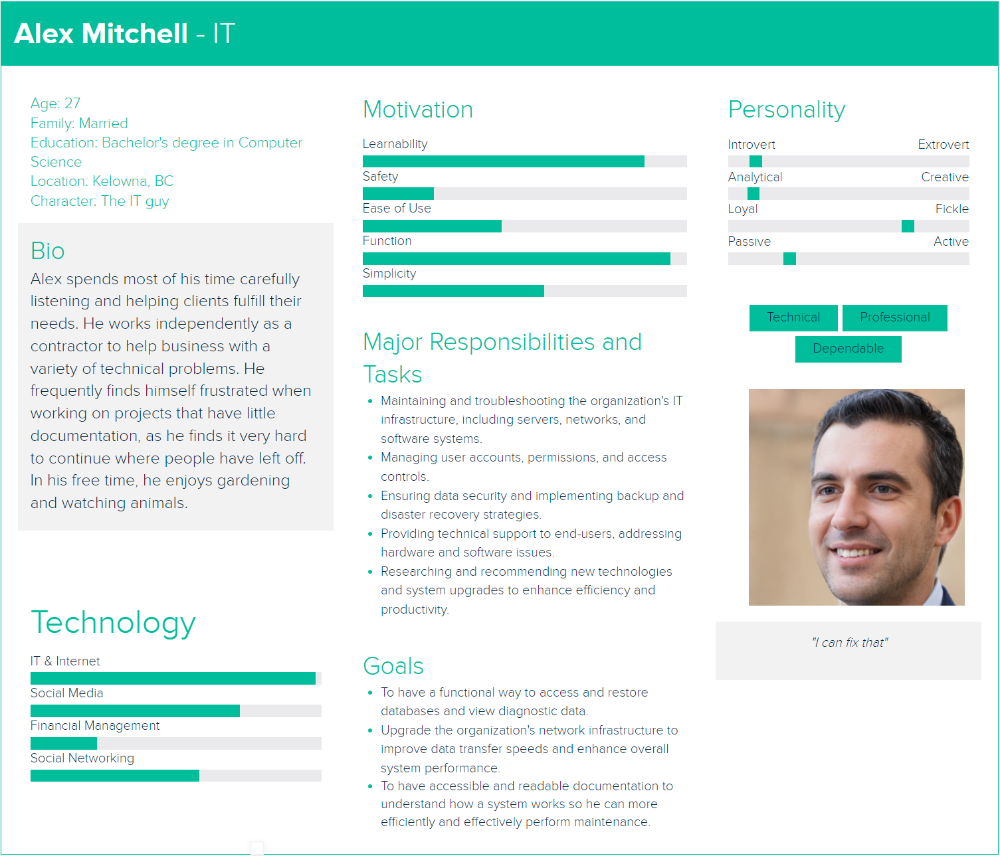 Alex Mitchell - IT
Age: 27
Family: Married
Education: Bachelor's degree in Computer
Science
Location: Kelowna, BC
Character: The IT guy
Bio
Alex spends most of his time carefully
listening and helping clients fulfill their
needs. He works independently as a
contractor to help business with a
variety of technical problems. He
frequently finds himself frustrated when
working on projects that have little
documentation, as he finds it very hard
to continue where people have left off.
In his free time, he enjoys gardening
and watching animals.
Technology
IT & Internet
Social Media
Financial Management
Social Networking
Motivation
Learnability
Safety
Ease of Use
Function
Simplicity
Major Responsibilities and
Tasks
• Maintaining and troubleshooting the organization's IT
infrastructure, including servers, networks, and
software systems.
• Managing user accounts, permissions, and access
controls.
• Ensuring data security and implementing backup and
disaster recovery strategies.
• Providing technical support to end-users, addressing
hardware and software issues.
• Researching and recommending new technologies
and system upgrades to enhance efficiency and
productivity.
Goals
• To have a functional way to access and restore
databases and view diagnostic data.
• Upgrade the organization's network infrastructure to
improve data transfer speeds and enhance overall
system performance.
• To have accessible and readable documentation to
understand how a system works so he can more
efficiently and effectively perform maintenance.
Personality
Introvert Extrovert
Analytical Creative
Loyal Fickle
Passive Active
Technical Professional
Dependable
"I can fix that"